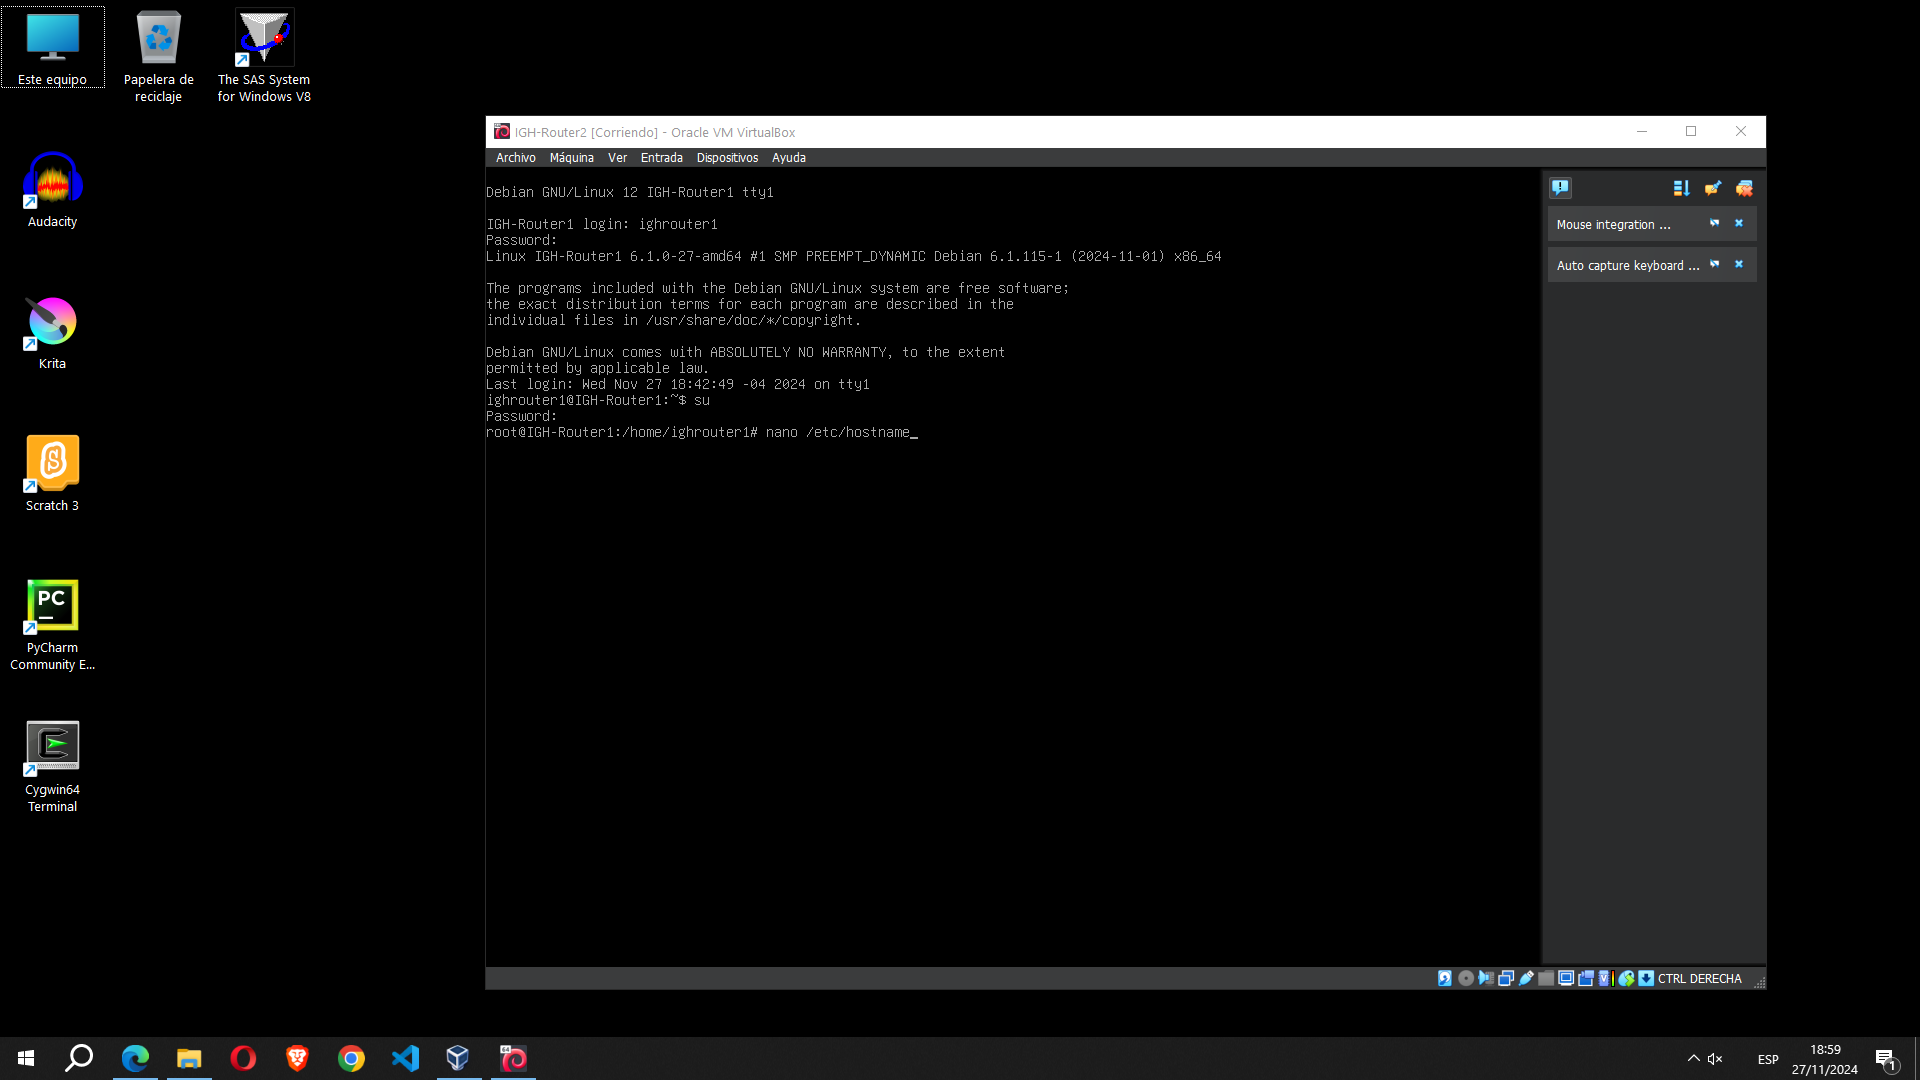 Este equipo
Papelera de
reciclaje
The SAS System
for Windows V8
Audacity
Krita
Scratch 3
PC
PyCharm
Community E...
Cygwin64
Terminal
IGH-Router2 [Corriendo] - Oracle VM VirtualBox
Archivo Máquina Ver Entrada Dispositivos Ayuda
Debian GNU/Linux 12 IGH-Router1 tty1
IGH-Router1 login: ighrouter1
Password:
Linux IGH-Router1 6.1.0-27-amd64 #1 SMP PREEMPT_DYNAMIC Debian 6.1.115-1 (2024-11-01) x86_64
The programs included with the Debian GNU/Linux system are free software;
the exact distribution terms for each program are described in the
individual files in /usr/share/doc/*/copyright.
Debian GNU/Linux comes with ABSOLUTELY NO WARRANTY, to the extent
permitted by applicable law.
Last login: Wed Nov 27 18:42:49 -04 2024 on tty1
ighrouter1@IGH-Router1:~$ su
Password:
root@IGH-Router1:/home/ighrouter1# nano /etc/hostname_
Mouse integration ...
Auto capture keyboard ...
CTRL DERECHA
ESP
18:59
27/11/2024
1